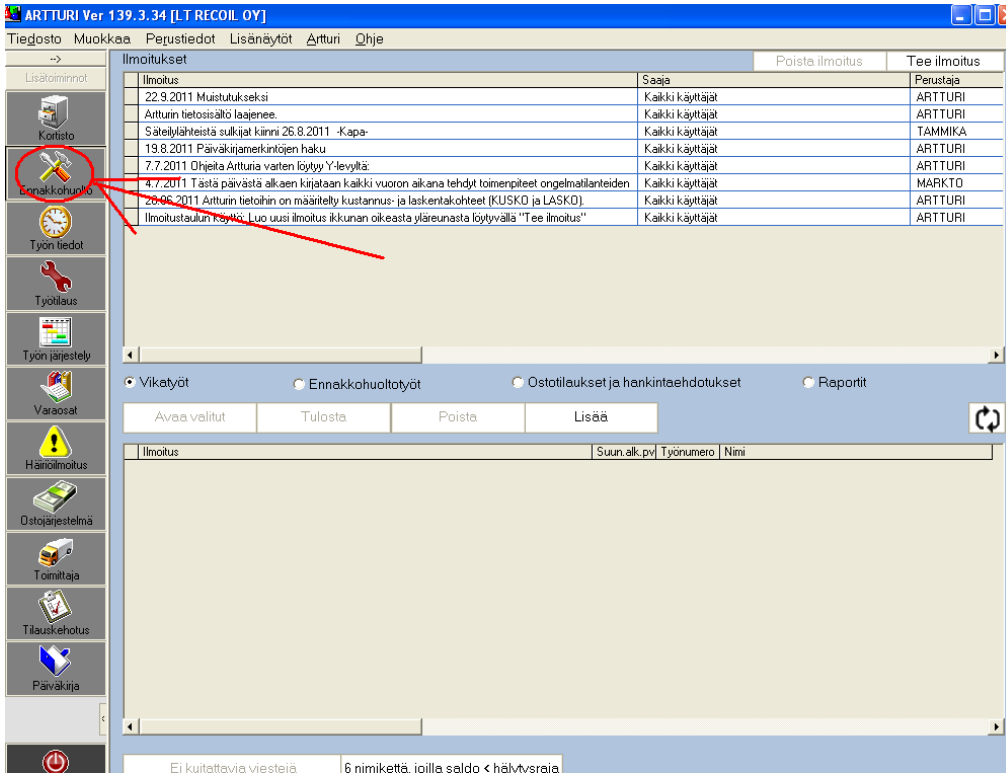 ARTTURI Ver 139.3.34 [LT RECOIL OY]
Tiedosto Muokkaa Perustiedot Lisänäytöt Artturi Ohje
-->
Lisätoiminnot
Kortisto
Ennakkohuolto
Työn tiedot
Työtilaus
Työn järjestely
Varaosat
Häiriöilmoitus
Ostojärjestelmä
Toimittaja
Tilauskehotus
Päiväkirja
Ilmoitukset
Poista ilmoitus Tee ilmoitus
Ilmoitus Saaja Perustaja
22.9.2011 Muistutukseksi Kaikki käyttäjät ARTTURI
Artturin tietosisältö laajenee. Kaikki käyttäjät ARTTURI
Säteilylähteistä sulkijat kiinni 26.8.2011 -Kapa- Kaikki käyttäjät TAMMIKA
19.8.2011 Päiväkirjamerkintöjen haku Kaikki käyttäjät ARTTURI
7.7.2011 Ohjeita Artturia varten löytyy Y-levyltä: Kaikki käyttäjät ARTTURI
4.7.2011 Tästä päivästä alkaen kirjataan kaikki vuoron aikana tehdyt toimenpiteet ongelmatilanteiden Kaikki käyttäjät MARKTO
28.06.2011 Artturin tietoihin on määritelty kustannus- ja laskentakohteet (KUSKO ja LASKO). Kaikki käyttäjät ARTTURI
Ilmoitustaulun käyttö: Luo uusi ilmoitus ikkunan oikeasta yläreunasta löytyvällä "Tee ilmoitus" Kaikki käyttäjät ARTTURI
Vikatyöt Ennakkohuoltotyöt Ostotilaukset ja hankintaehdotukset Raportit
Avaa valitut Tulosta Poista Lisää
Ilmoitus Suun.alk.pv Työnumero Nimi
Ei kuitattavia viestejä 6 nimikettä, joilla saldo < hälytysraja